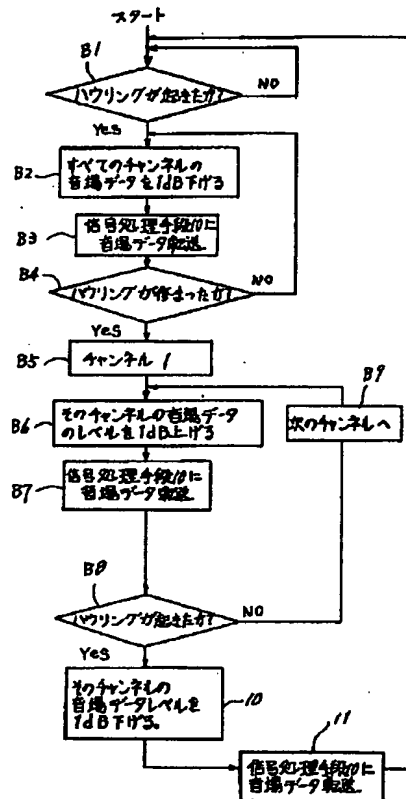 スタート
B1
ハウリングが起きたか?
NO
Yes
B2
すべてのチャンネルの
音場データを1dB下げる
B3
信号処理手段10に
音場データ転送
B4
ハウリングが停まったか?
NO
Yes
B5
チャンネル1
B9
次のチャンネルへ
B6
そのチャンネルの音場データ
のレベルを1dB上げる
B7
信号処理手段10に
音場データ転送
B8
ハウリングが起きたか?
NO
Yes
10
そのチャンネルの
音場データレベルを
1dB下げる。
11
信号処理手段10に
音場データ転送.